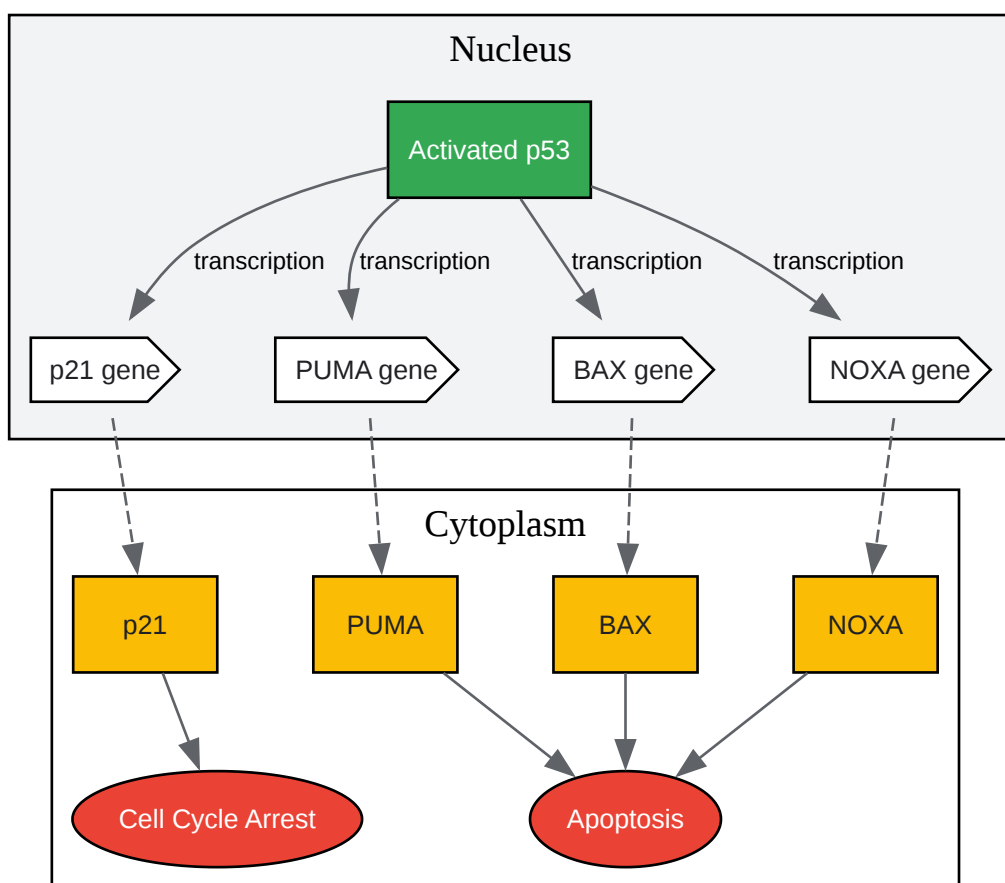 Nucleus
Activated p53
transcription
transcription
transcription
transcription
p21 gene
PUMA gene
BAX gene
NOXA gene
Cytoplasm
p21
PUMA
BAX
NOXA
Cell Cycle Arrest
Apoptosis